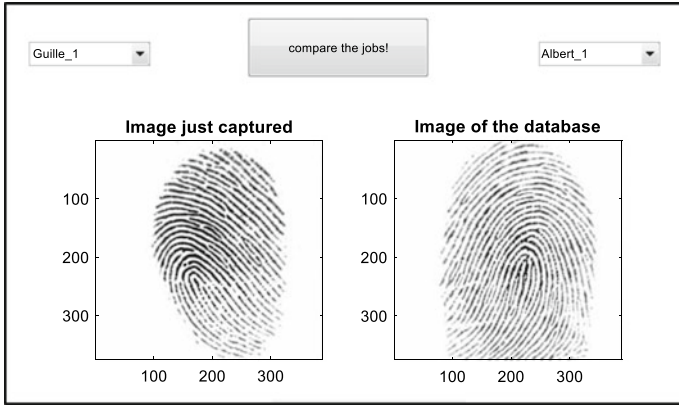 Guille_1
compare the jobs!
Albert_1
Image just captured
Image of the database
100
200
300
100 200 300
100
200
300
100 200 300